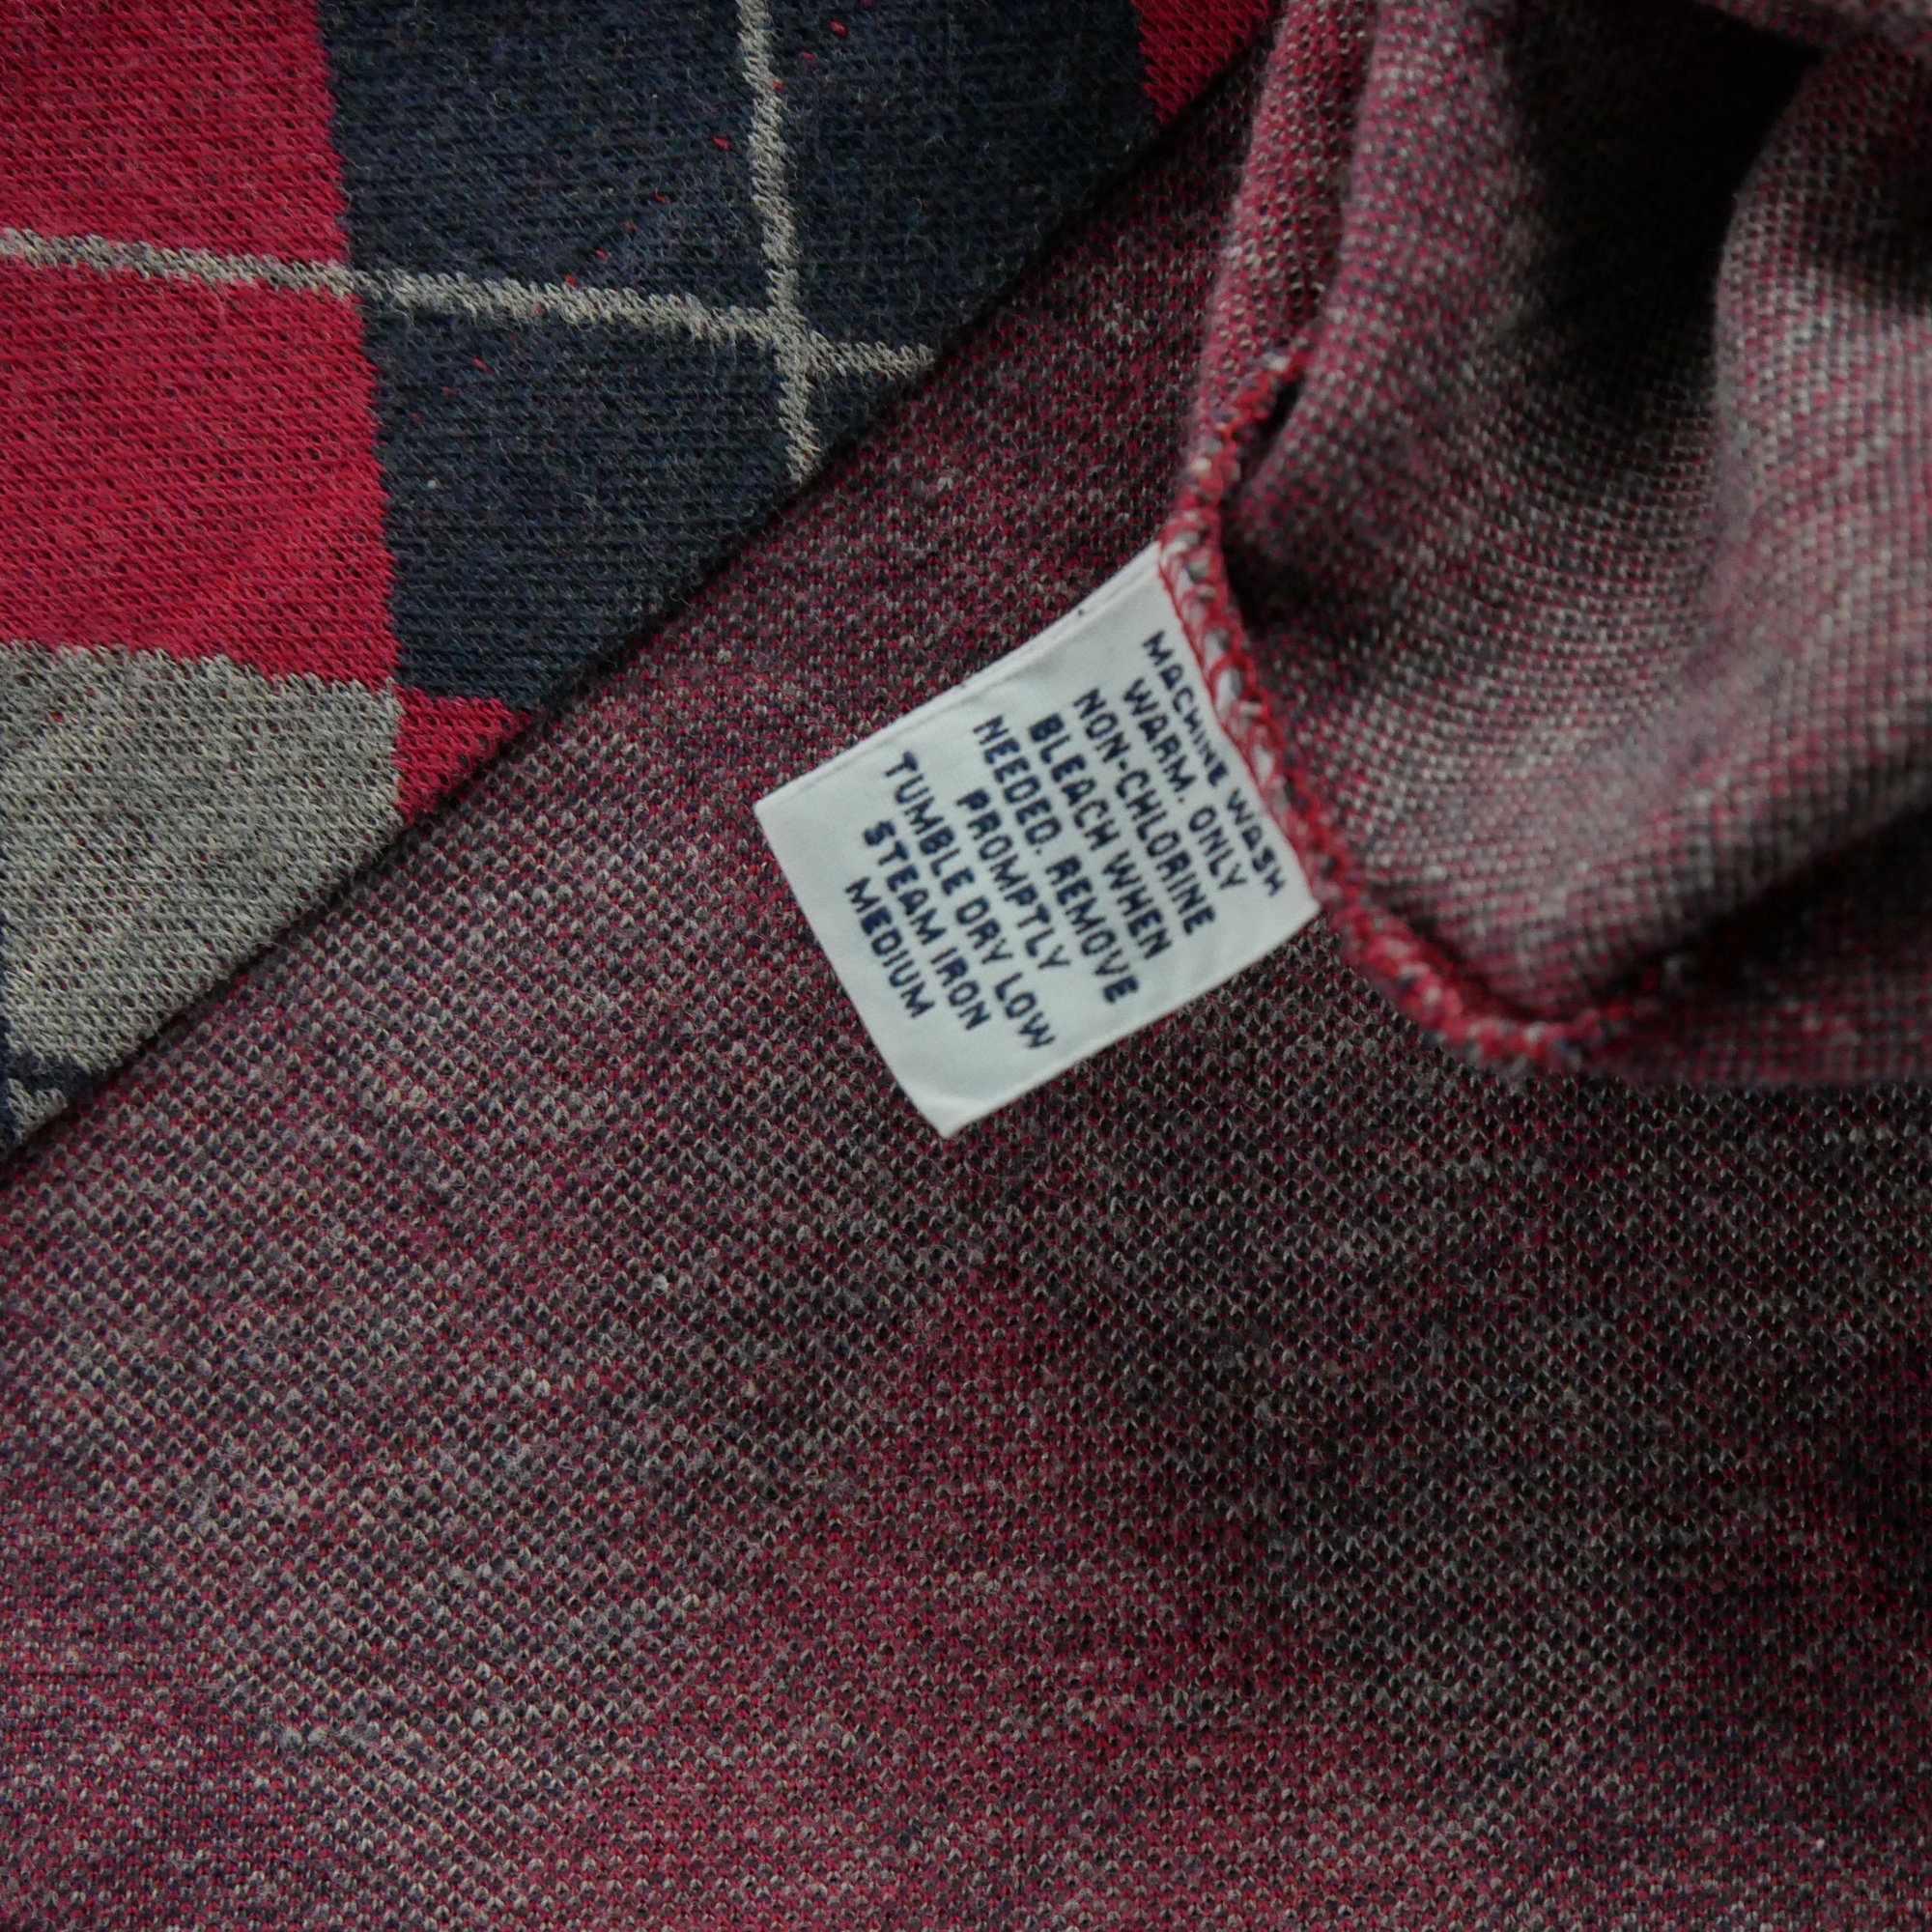 MACHINE WASH
WARM. ONLY
NON-CHLORINE
BLEACH WHEN
NEEDED. REMOVE
PROMPTLY
TUMBLE DRY LOW
STEAM IRON
MEDIUM